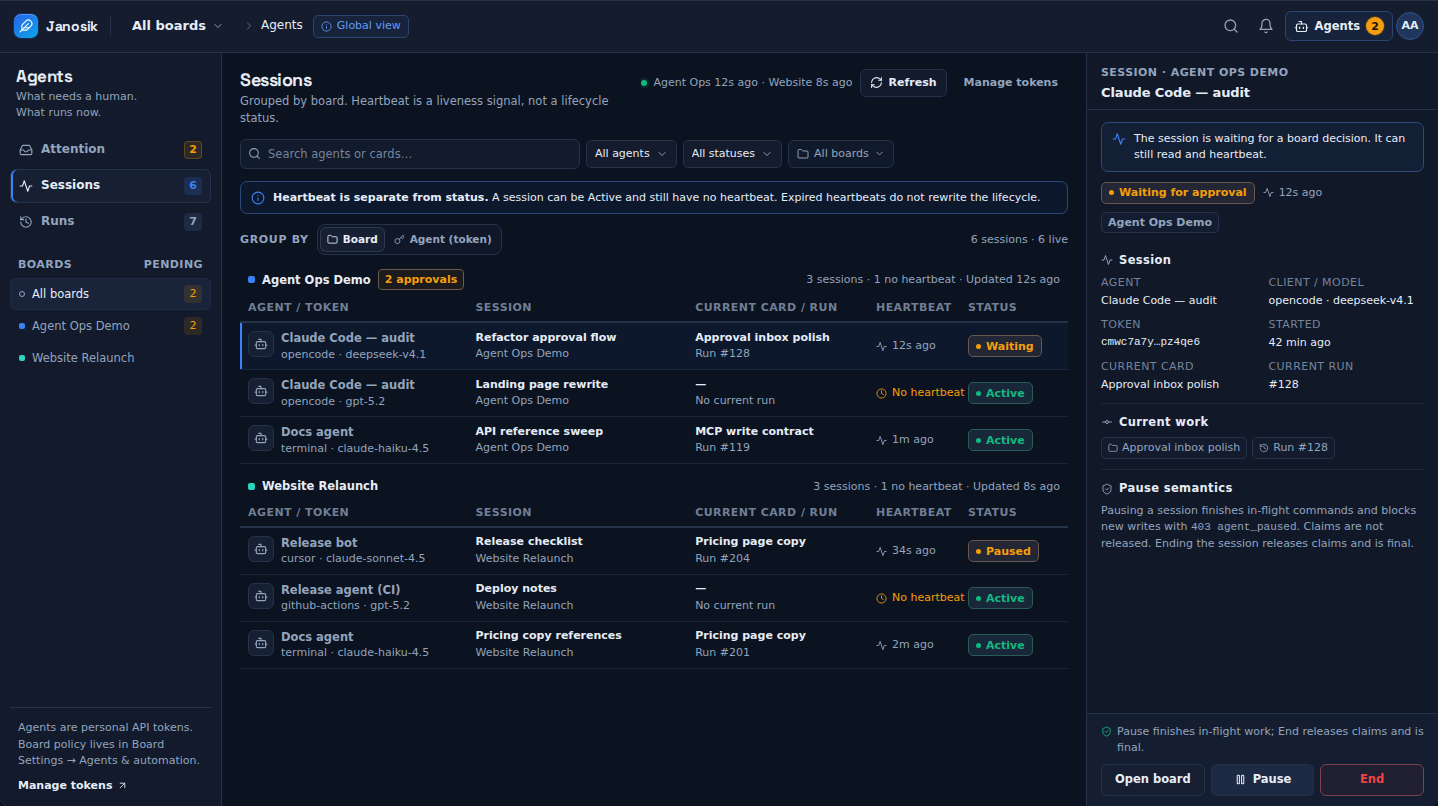 Janosik
All boards
Agents
Global view
Agents 2
AA
Agents
What needs a human.
What runs now.
Attention 2
Sessions 6
Runs 7
BOARDS PENDING
All boards 2
Agent Ops Demo 2
Website Relaunch
Agents are personal API tokens.
Board policy lives in Board
Settings → Agents & automation.
Manage tokens ↗
Sessions
Grouped by board. Heartbeat is a liveness signal, not a lifecycle
status.
Agent Ops 12s ago · Website 8s ago
Refresh
Manage tokens
Search agents or cards...
All agents
All statuses
All boards
Heartbeat is separate from status. A session can be Active and still have no heartbeat. Expired heartbeats do not rewrite the lifecycle.
GROUP BY Board Agent (token)
6 sessions · 6 live
Agent Ops Demo 2 approvals
3 sessions · 1 no heartbeat · Updated 12s ago
AGENT / TOKEN SESSION CURRENT CARD / RUN HEARTBEAT STATUS
Claude Code — audit Refactor approval flow Approval inbox polish 12s ago Waiting
opencode · deepseek-v4.1 Agent Ops Demo Run #128
Claude Code — audit Landing page rewrite — No heartbeat Active
opencode · gpt-5.2 Agent Ops Demo No current run
Docs agent API reference sweep MCP write contract 1m ago Active
terminal · claude-haiku-4.5 Agent Ops Demo Run #119
Website Relaunch
3 sessions · 1 no heartbeat · Updated 8s ago
AGENT / TOKEN SESSION CURRENT CARD / RUN HEARTBEAT STATUS
Release bot Release checklist Pricing page copy 34s ago Paused
cursor · claude-sonnet-4.5 Website Relaunch Run #204
Release agent (CI) Deploy notes — No heartbeat Active
github-actions · gpt-5.2 Website Relaunch No current run
Docs agent Pricing copy references Pricing page copy 2m ago Active
terminal · claude-haiku-4.5 Website Relaunch Run #201
SESSION · AGENT OPS DEMO
Claude Code — audit
The session is waiting for a board decision. It can
still read and heartbeat.
Waiting for approval 12s ago
Agent Ops Demo
Session
AGENT CLIENT / MODEL
Claude Code — audit opencode · deepseek-v4.1
TOKEN STARTED
cmwc7a7y…pz4qe6 42 min ago
CURRENT CARD CURRENT RUN
Approval inbox polish #128
Current work
Approval inbox polish Run #128
Pause semantics
Pausing a session finishes in-flight commands and blocks
new writes with 403 agent_paused. Claims are not
released. Ending the session releases claims and is final.
Pause finishes in-flight work; End releases claims and is
final.
Open board Pause End